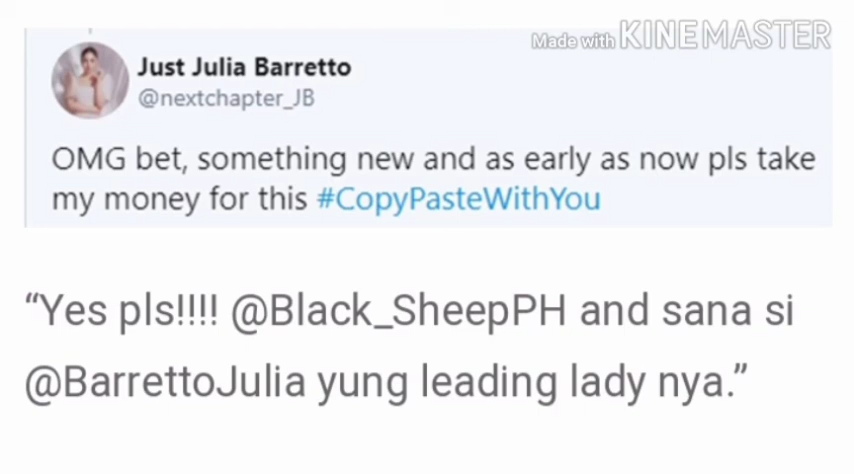 Made with KINEMASTER
Just Julia Barretto
@nextchapter_JB
OMG bet, something new and as early as now pls take
my money for this #CopyPasteWithYou
“Yes pls!!!! @Black_SheepPH and sana si
@BarrettoJulia yung leading lady nya.”